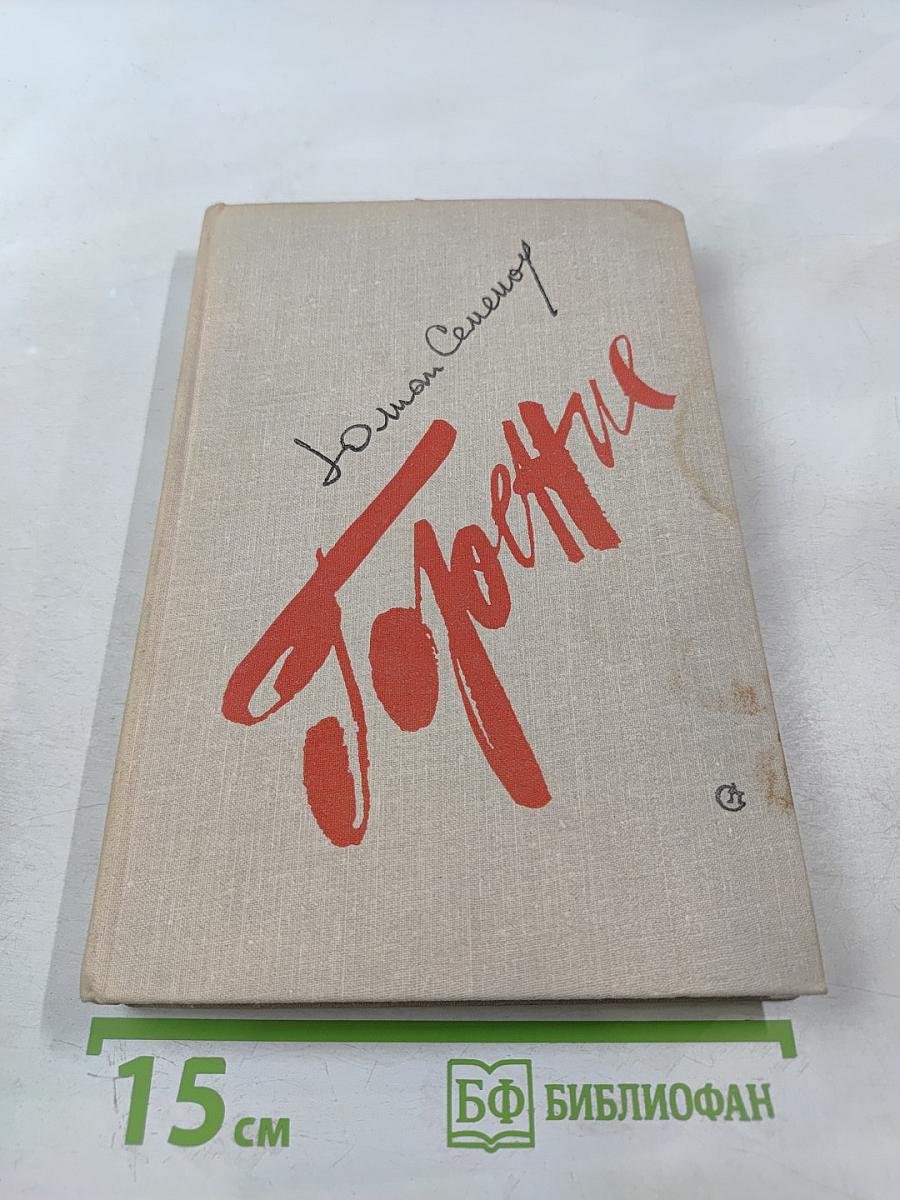 Юлиан Семенов
Горение
15 см
БФ БИБЛИОФАН